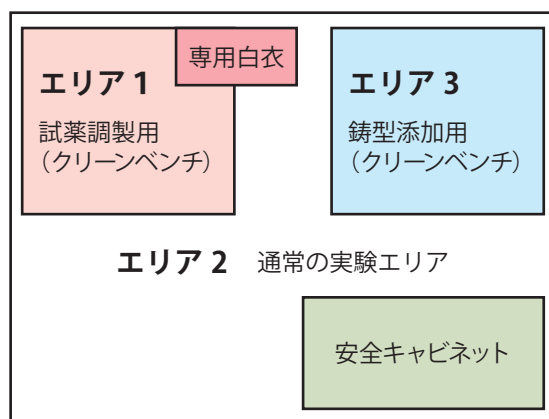 専用白衣
エリア 1
試薬調製用
（クリーンベンチ）
エリア 3
鋳型添加用
（クリーンベンチ）
エリア 2 通常の実験エリア
安全キャビネット